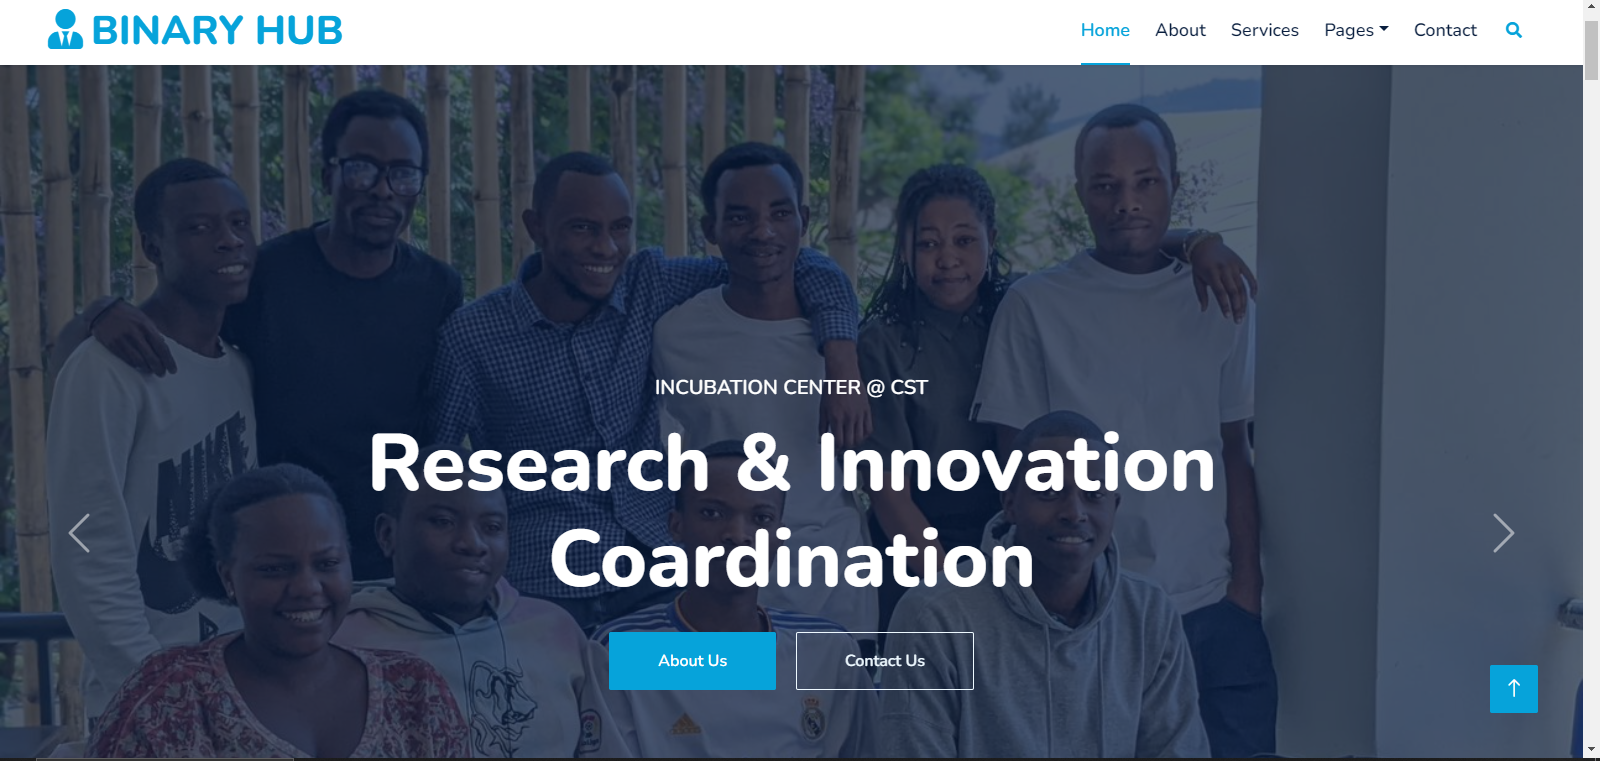 BINARY HUB
Home About Services Pages Contact
INCUBATION CENTER @ CST
Research & Innovation
Coardination
About Us Contact Us